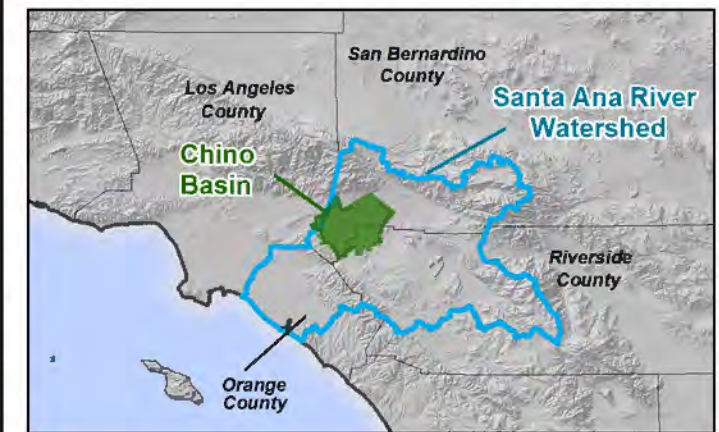 San Bernardino
County
Los Angeles
County
Santa Ana River
Watershed
Chino
Basin
Riverside
County
Orange
County